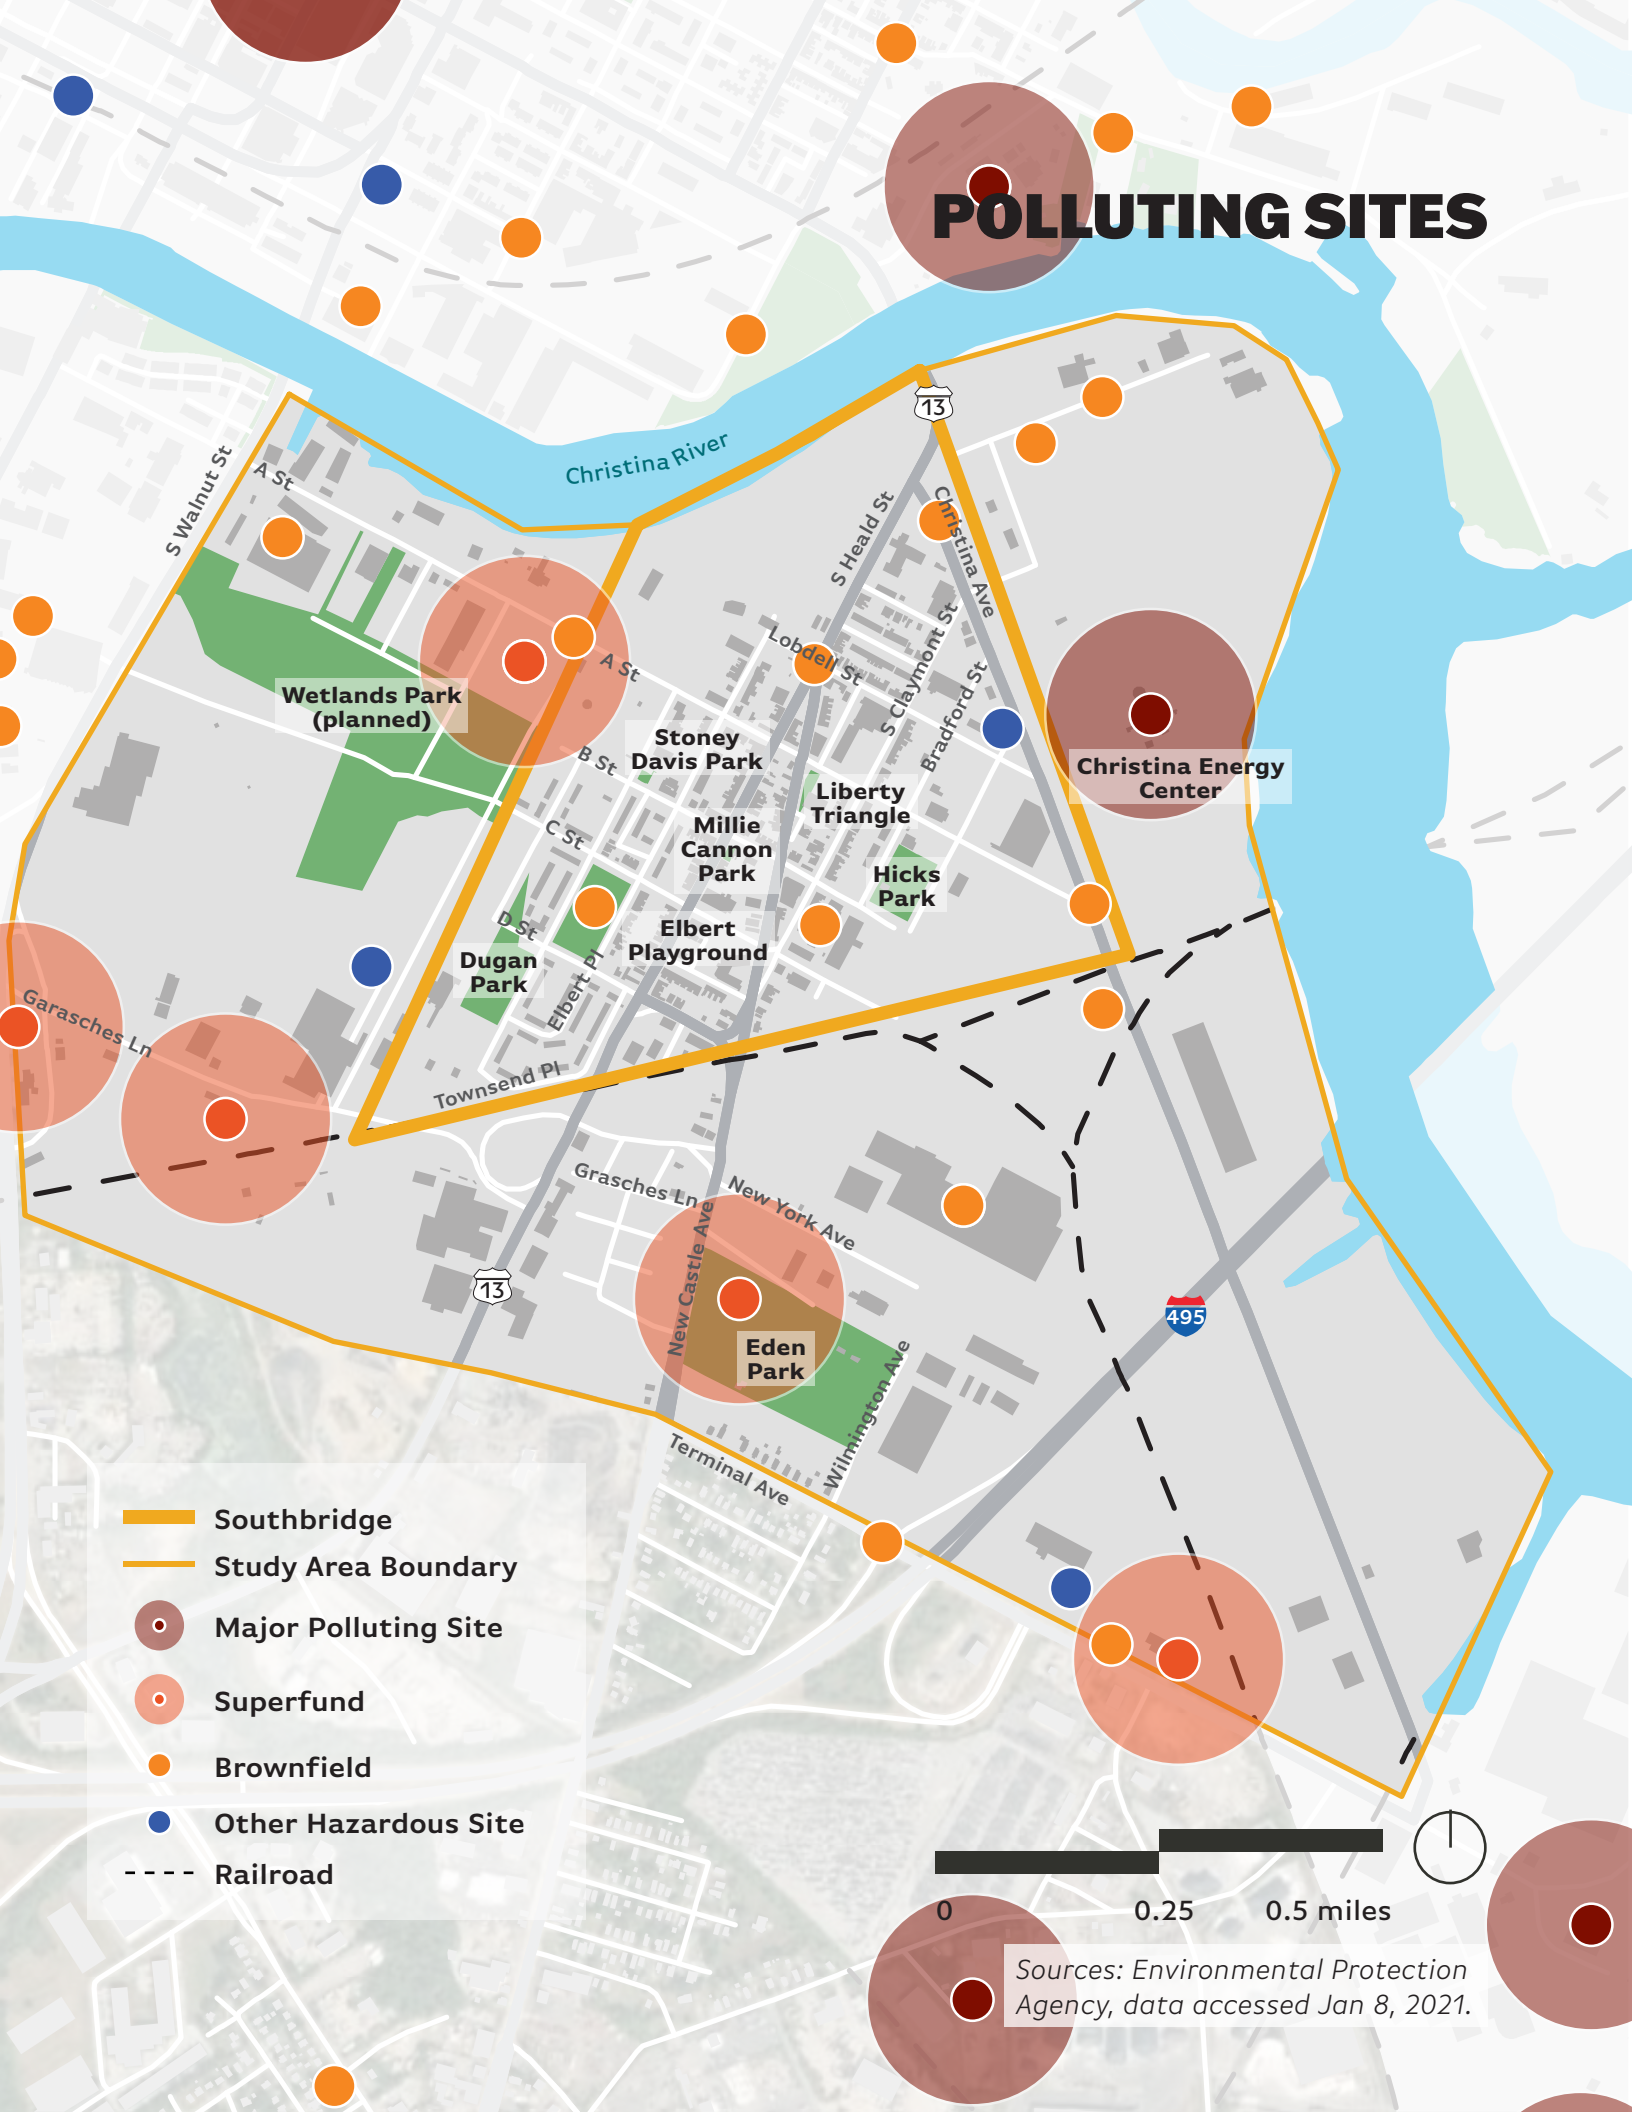 POLLUTING SITES
13
Christina River
S Walnut St
A St
S Heald St
Christina Ave
Lobdell St
A St
S Claymont St
Bradford St
Wetlands Park
(planned)
Stoney
Davis Park
B St
Christina Energy
Center
Liberty
Triangle
Millie
Cannon
Park
C St
Hicks
Park
D St
Elbert
Playground
Dugan
Park
Elbert Pl
Garasches Ln
Townsend Pl
Grasches Ln
New York Ave
New Castle Ave
13
495
Eden
Park
Wilmington Ave
Terminal Ave
Southbridge
Study Area Boundary
Major Polluting Site
Superfund
Brownfield
Other Hazardous Site
Railroad
0 0.25 0.5 miles
Sources: Environmental Protection
Agency, data accessed Jan 8, 2021.